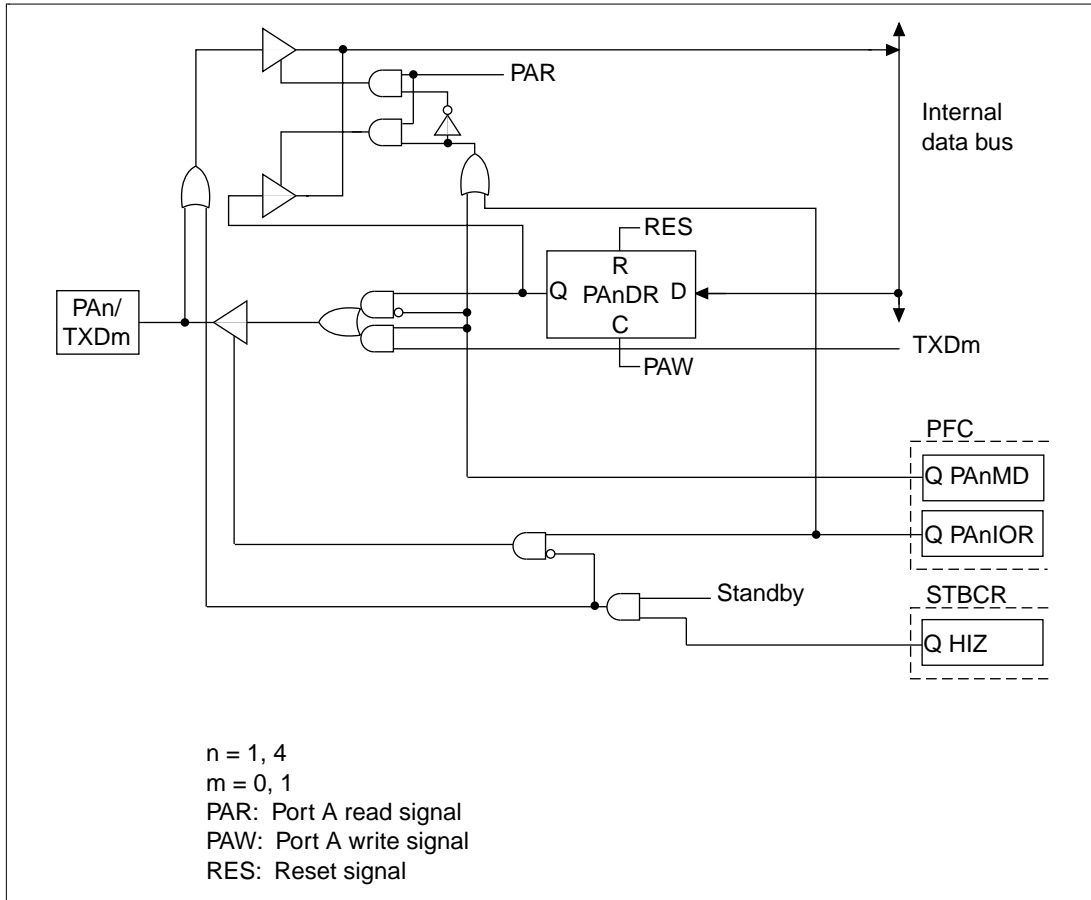 PAR
Internal
data bus
RES
R
Q PAnDR D
C
PAW
PAn/
TXDm
TXDm
PFC
Q PAnMD
Q PAnIOR
STBCR
Standby
Q HIZ
n = 1, 4
m = 0, 1
PAR: Port A read signal
PAW: Port A write signal
RES: Reset signal